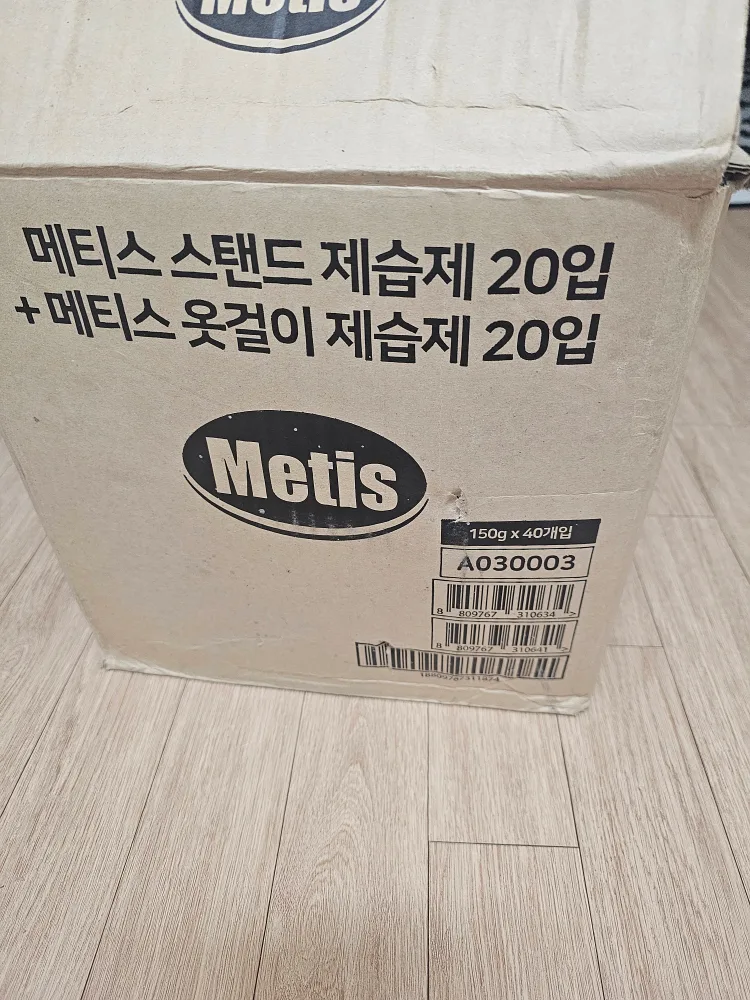 Metis
메티스 스탠드 제습제 20입
+ 메티스 옷걸이 제습제 20입
Metis
150g x 40개입
A030003
8 809767 310634 >
8 809767 310641 >